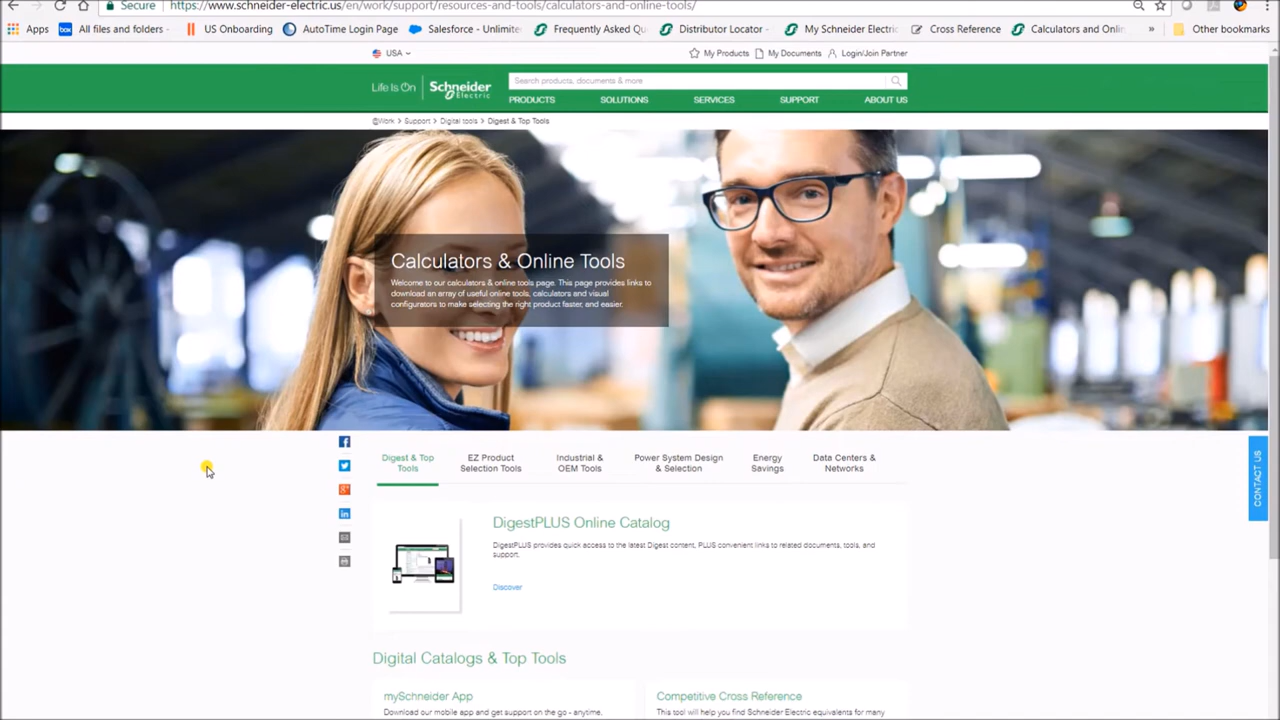 Secure
https://www.schneider-electric.us/en/work/support/resources-and-tools/calculators-and-online-tools/
Apps
box
All files and folders -
US Onboarding
AutoTime Login Page
Salesforce - Unlimite
Frequently Asked Qu
Distributor Locator -
My Schneider Electric
Cross Reference
Calculators and Onlin
»
Other bookmarks
USA
My Products
My Documents
Login/Join Partner
Life Is On
Schneider
Electric
Search products, documents & more
PRODUCTS
SOLUTIONS
SERVICES
SUPPORT
ABOUT US
@Work > Support > Digital tools > Digest & Top Tools
Calculators & Online Tools
Welcome to our calculators & online tools page. This page provides links to
download an array of useful online tools, calculators and visual
configurators to make selecting the right product faster, and easier.
CONTACT US
Digest & Top
Tools
EZ Product
Selection Tools
Industrial &
OEM Tools
Power System Design
& Selection
Energy
Savings
Data Centers &
Networks
DigestPLUS Online Catalog
DigestPLUS provides quick access to the latest Digest content, PLUS convenient links to related documents, tools, and
support.
Discover
Digital Catalogs & Top Tools
mySchneider App
Download our mobile app and get support on the go - anytime,
Competitive Cross Reference
This tool will help you find Schneider Electric equivalents for many